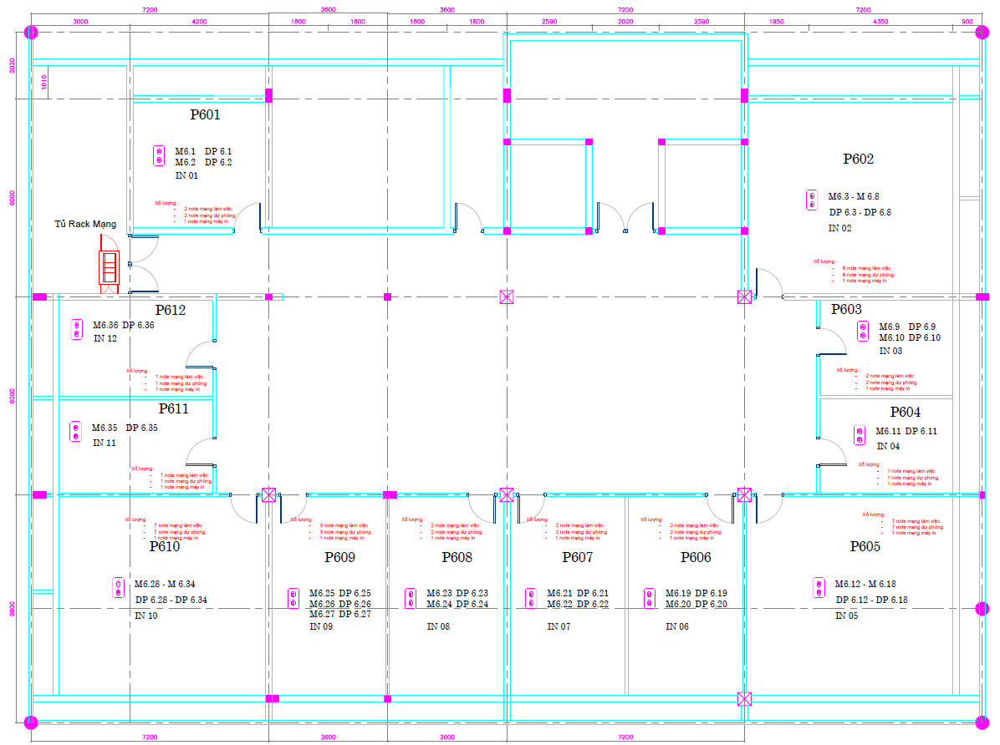 7200
3600
3600
7200
7200
3000
4200
1800
1800
1800
1800
2590
2020
2590
1950
4350
900
2020
1010
6000
6000
9900
P601
M6.1 DP 6.1
M6.2 DP 6.2
IN 01
Số lượng :
- 2 note mạng làm việc
- 2 note mạng dự phòng
- 1 note mạng máy in
P602
M6.3 - M 6.8
DP 6.3 - DP 6.8
IN 02
Số lượng :
- 6 note mạng làm việc
- 6 note mạng dự phòng
- 1 note mạng máy in
Tủ Rack Mạng
P612
M6.36 DP 6.36
IN 12
Số lượng :
- 1 note mạng làm việc
- 1 note mạng dự phòng
- 1 note mạng máy in
P603
M6.9 DP 6.9
M6.10 DP 6.10
IN 03
Số lượng :
- 2 note mạng làm việc
- 2 note mạng dự phòng
- 1 note mạng máy in
P611
M6.35 DP 6.35
IN 11
Số lượng :
- 1 note mạng làm việc
- 1 note mạng dự phòng
- 1 note mạng máy in
P604
M6.11 DP 6.11
IN 04
Số lượng :
- 1 note mạng làm việc
- 1 note mạng dự phòng
- 1 note mạng máy in
Số lượng :
- 7 note mạng làm việc
- 7 note mạng dự phòng
- 1 note mạng máy in
P610
M6.28 - M 6.34
DP 6.28 - DP 6.34
IN 10
Số lượng :
- 3 note mạng làm việc
- 3 note mạng dự phòng
- 1 note mạng máy in
P609
M6.25 DP 6.25
M6.26 DP 6.26
M6.27 DP 6.27
IN 09
Số lượng :
- 2 note mạng làm việc
- 2 note mạng dự phòng
- 1 note mạng máy in
P608
M6.23 DP 6.23
M6.24 DP 6.24
IN 08
Số lượng :
- 2 note mạng làm việc
- 2 note mạng dự phòng
- 1 note mạng máy in
P607
M6.21 DP 6.21
M6.22 DP 6.22
IN 07
Số lượng :
- 2 note mạng làm việc
- 2 note mạng dự phòng
- 1 note mạng máy in
P606
M6.19 DP 6.19
M6.20 DP 6.20
IN 06
Số lượng :
- 7 note mạng làm việc
- 7 note mạng dự phòng
- 1 note mạng máy in
P605
M6.12 - M 6.18
DP 6.12 - DP 6.18
IN 05
7200
3600
3600
7200